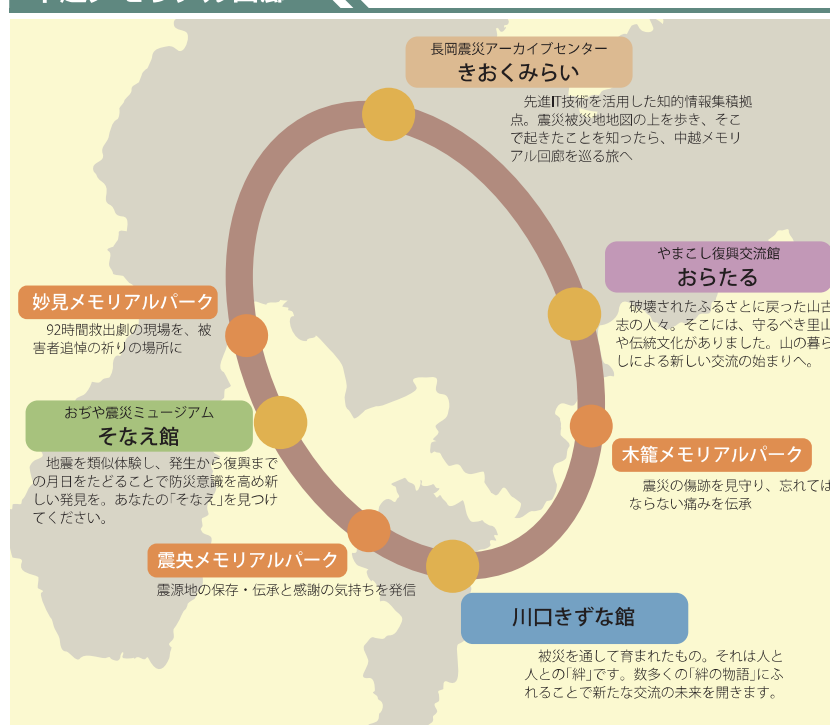 中越メモリアル回廊
長岡震災アーカイブセンター
きおくみらい
先進IT技術を活用した知的情報集積拠
点。震災被災地地図の上を歩き、そこ
で起きたことを知ったら、中越メモリ
アル回廊を巡る旅へ
やまこし復興交流館
おらたる
破壊されたふるさとに戻った山古
志の人々。そこには、守るべき里山
や伝統文化がありました。山の暮ら
しによる新しい交流の始まりへ。
妙見メモリアルパーク
92時間救出劇の現場を、被
害者追悼の祈りの場所に
おぢや震災ミュージアム
そなえ館
地震を類似体験し、発生から復興まで
の月日をたどることで防災意識を高め新
しい発見を。あなたの「そなえ」を見つけ
てください。
木籠メモリアルパーク
震災の傷跡を見守り、忘れては
ならない痛みを伝承
震央メモリアルパーク
震源地の保存・伝承と感謝の気持ちを発信
川口きずな館
被災を通して育まれたもの。それは人と
人との「絆」です。数多くの「絆の物語」にふ
れることで新たな交流の未来を開きます。